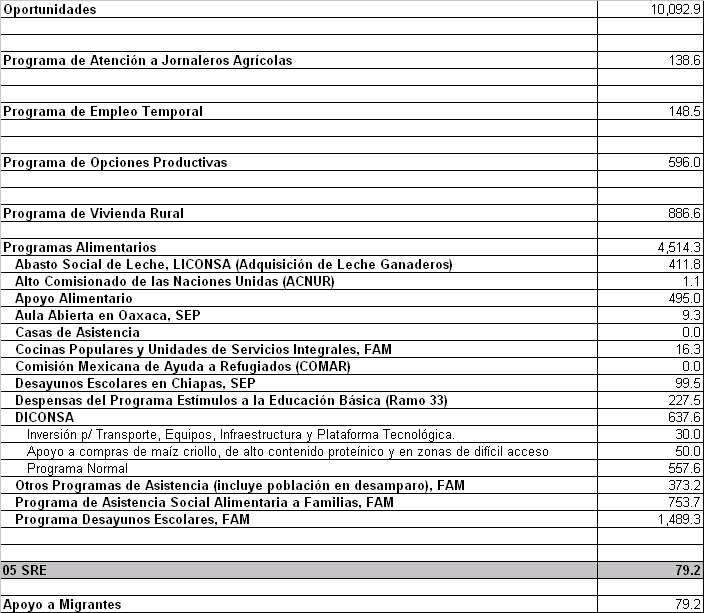 Oportunidades 10,092.9
Programa de Atención a Jornaleros Agrícolas 138.6
Programa de Empleo Temporal 148.5
Programa de Opciones Productivas 596.0
Programa de Vivienda Rural 886.6
Programas Alimentarios 4,514.3
Abasto Social de Leche, LICONSA (Adquisición de Leche Ganaderos) 411.8
Alto Comisionado de las Naciones Unidas (ACNUR) 1.1
Apoyo Alimentario 495.0
Aula Abierta en Oaxaca, SEP 9.3
Casas de Asistencia 0.0
Cocinas Populares y Unidades de Servicios Integrales, FAM 16.3
Comisión Mexicana de Ayuda a Refugiados (COMAR) 0.0
Desayunos Escolares en Chiapas, SEP 99.5
Despensas del Programa Estímulos a la Educación Básica (Ramo 33) 227.5
DICONSA 637.6
Inversión p/ Transporte, Equipos, Infraestructura y Plataforma Tecnológica. 30.0
Apoyo a compras de maíz criollo, de alto contenido proteínico y en zonas de difícil acceso 50.0
Programa Normal 557.6
Otros Programas de Asistencia (incluye población en desamparo), FAM 373.2
Programa de Asistencia Social Alimentaria a Familias, FAM 753.7
Programa Desayunos Escolares, FAM 1,489.3
05 SRE 79.2
Apoyo a Migrantes 79.2